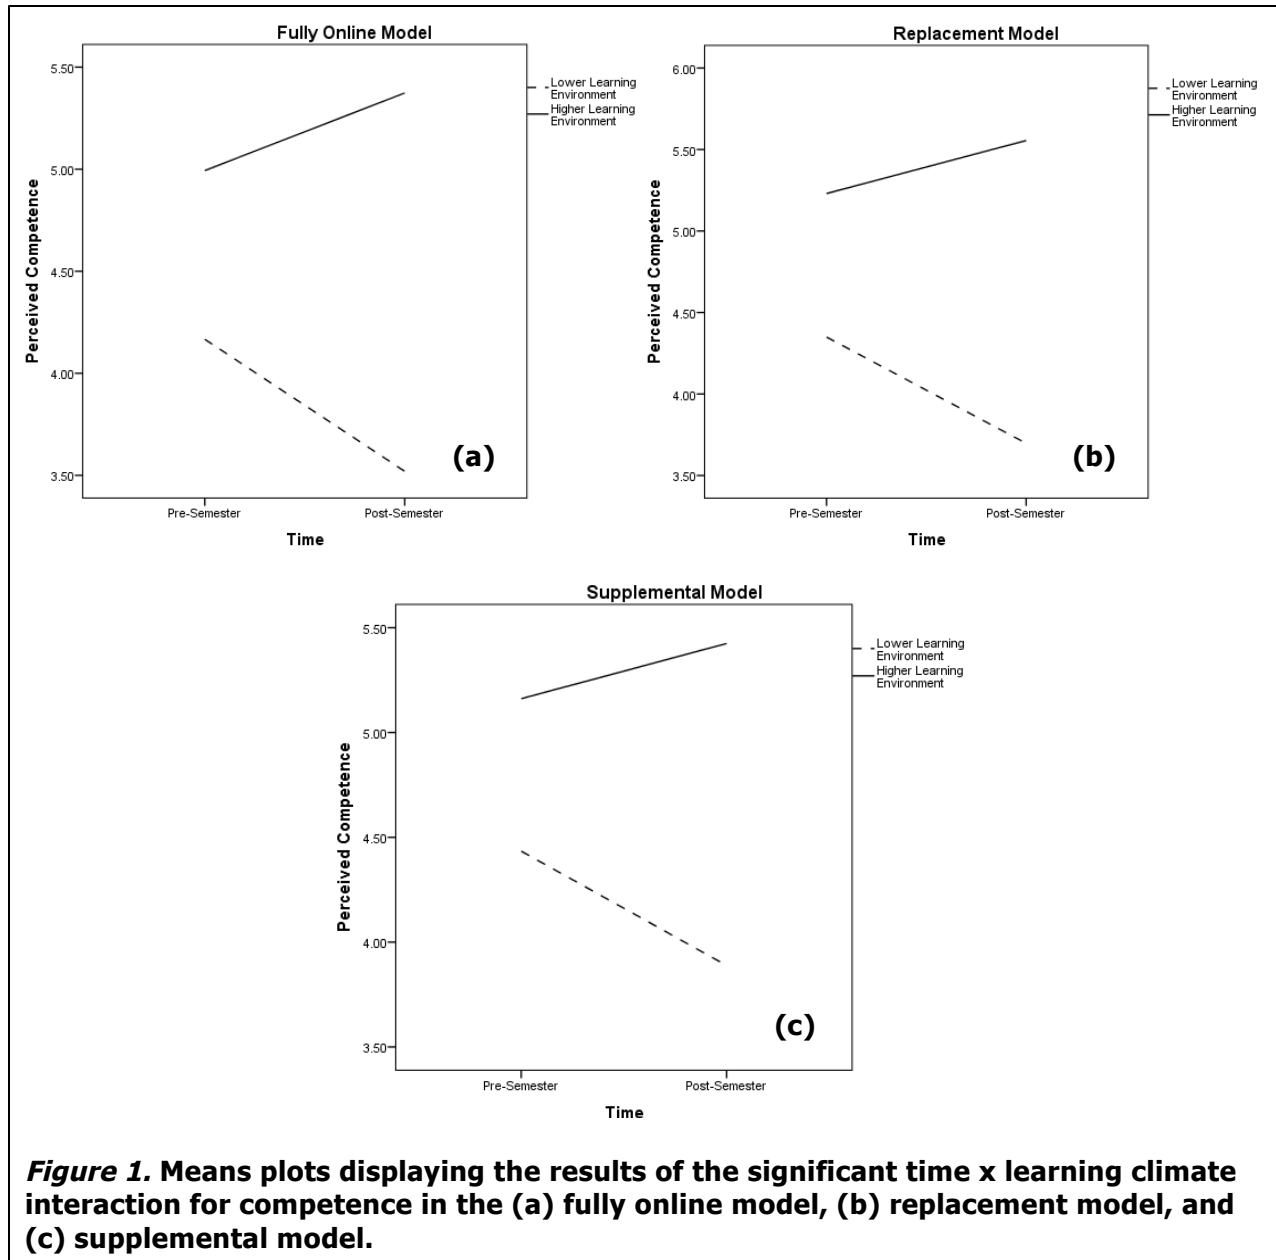 Fully Online Model
5.50
5.00
4.50
4.00
3.50
Perceived Competence
Pre-Semester
Post-Semester
Time
Lower Learning
Environment
Higher Learning
Environment
(a)
Replacement Model
6.00
5.50
5.00
4.50
4.00
3.50
Perceived Competence
Pre-Semester
Post-Semester
Time
Lower Learning
Environment
Higher Learning
Environment
(b)
Supplemental Model
5.50
5.00
4.50
4.00
3.50
Perceived Competence
Pre-Semester
Post-Semester
Time
Lower Learning
Environment
Higher Learning
Environment
(c)
Figure 1. Means plots displaying the results of the significant time x learning climate
interaction for competence in the (a) fully online model, (b) replacement model, and
(c) supplemental model.